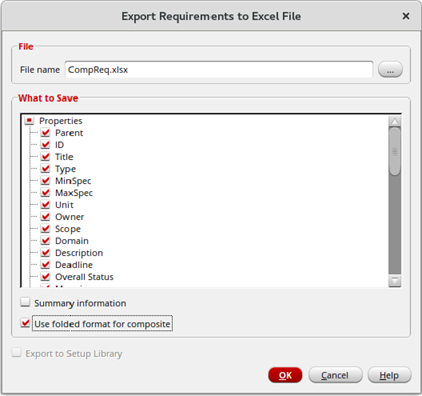 Export Requirements to Excel File
File
File name CompReq.xlsx ...
What to Save
Properties
Parent
ID
Title
Type
MinSpec
MaxSpec
Unit
Owner
Scope
Domain
Description
Deadline
Overall Status
Summary information
Use folded format for composite
Export to Setup Library
OK Cancel Help